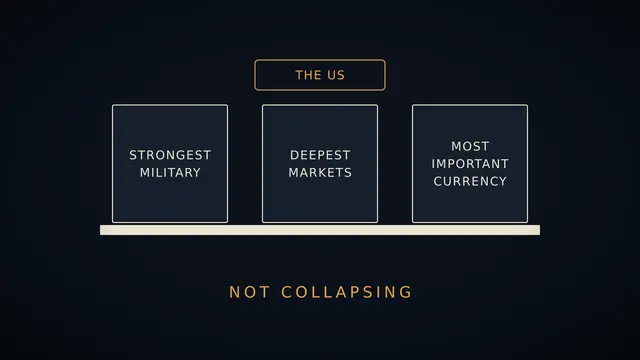 THE US
STRONGEST
MILITARY
DEEPEST
MARKETS
MOST
IMPORTANT
CURRENCY
NOT COLLAPSING